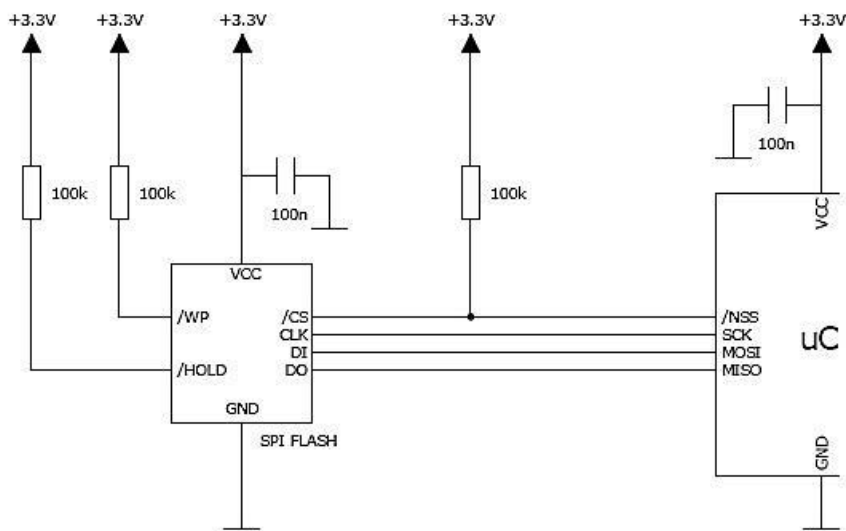 +3.3V +3.3V +3.3V +3.3V +3.3V
100n
100k 100k 100k
100n
VCC
VCC
/WP /CS /NSS
CLK SCK
uC
DI MOSI
/HOLD DO MISO
GND
SPI FLASH
GND